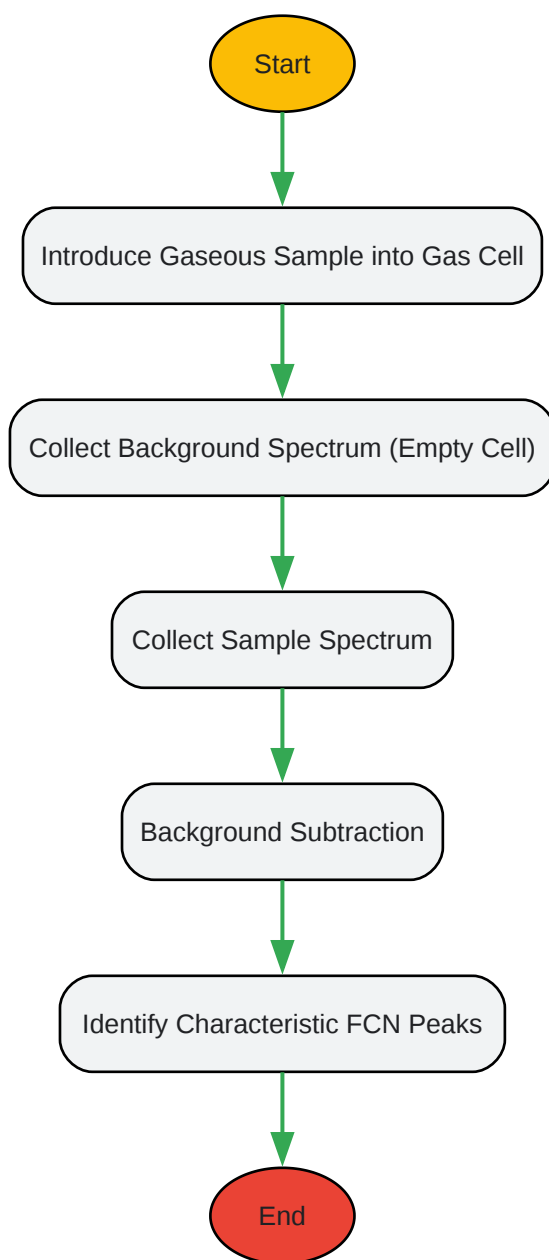 Start
Introduce Gaseous Sample into Gas Cell
Collect Background Spectrum (Empty Cell)
Collect Sample Spectrum
Background Subtraction
Identify Characteristic FCN Peaks
End